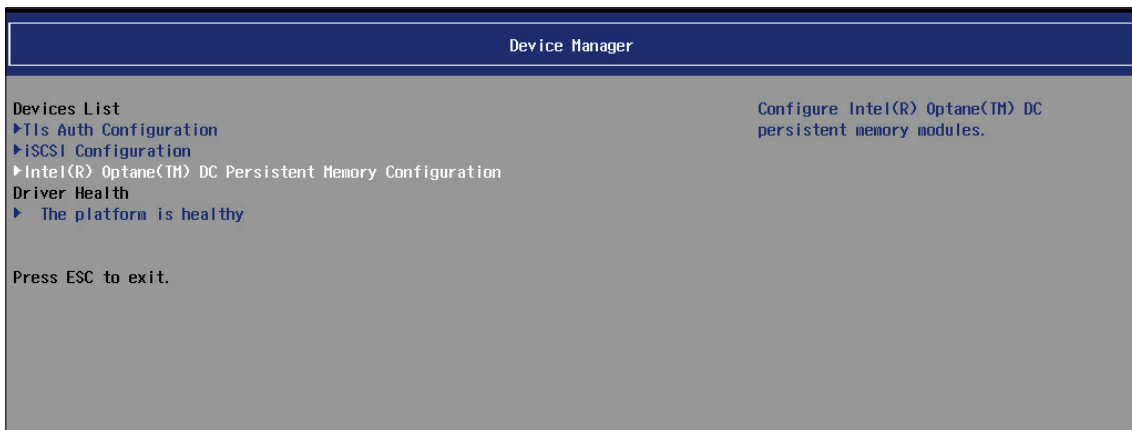 Device Manager
Devices List
▶Tls Auth Configuration
▶iSCSI Configuration
▶Intel(R) Optane(TM) DC Persistent Memory Configuration
Driver Health
▶ The platform is healthy
Press ESC to exit.
Configure Intel(R) Optane(TM) DC
persistent memory modules.